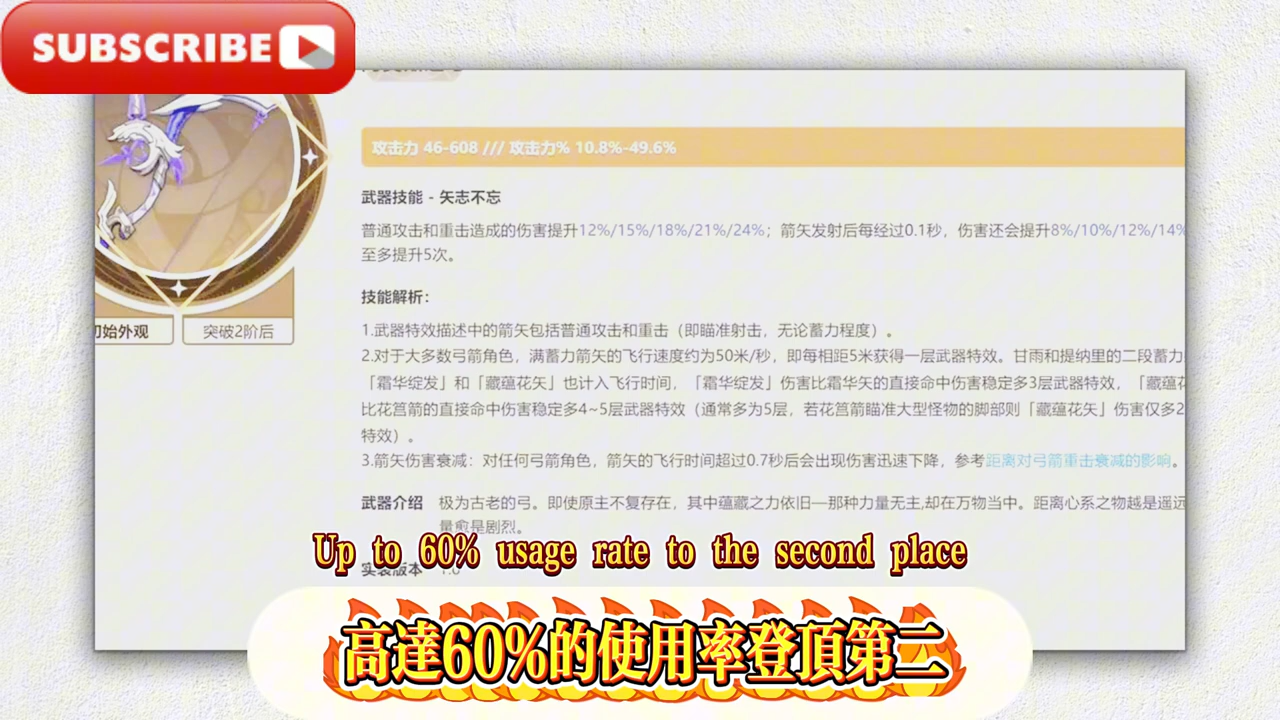 SUBSCRIBE
攻击力 46-608 /// 攻击力% 10.8%-49.6%
武器技能 - 矢志不忘
普通攻击和重击造成的伤害提升12%/15%/18%/21%/24%；箭矢发射后每经过0.1秒，伤害还会提升8%/10%/12%/14%
至多提升5次。
初始外观
突破2阶后
技能解析：
1.武器特效描述中的箭矢包括普通攻击和重击（即瞄准射击，无论蓄力程度）。
2.对于大多数弓箭角色，满蓄力箭矢的飞行速度约为50米/秒，即每相距5米获得一层武器特效。甘雨和提纳里的二段蓄力
「霜华绽发」和「藏蕴花矢」也计入飞行时间，「霜华绽发」伤害比霜华矢的直接命中伤害稳定多3层武器特效，「藏蕴花
比花筥箭的直接命中伤害稳定多4~5层武器特效（通常多为5层，若花筥箭瞄准大型怪物的脚部则「藏蕴花矢」伤害仅多2
特效）。
3.箭矢伤害衰减：对任何弓箭角色，箭矢的飞行时间超过0.7秒后会出现伤害迅速下降，参考距离对弓箭重击衰减的影响。
武器介绍 极为古老的弓。即使原主不复存在，其中蕴藏之力依旧—那种力量无主,却在万物当中。距离心系之物越是遥远
量愈是剧烈。
实装版本 1.0
Up to 60% usage rate to the second place
高達60%的使用率登頂第二